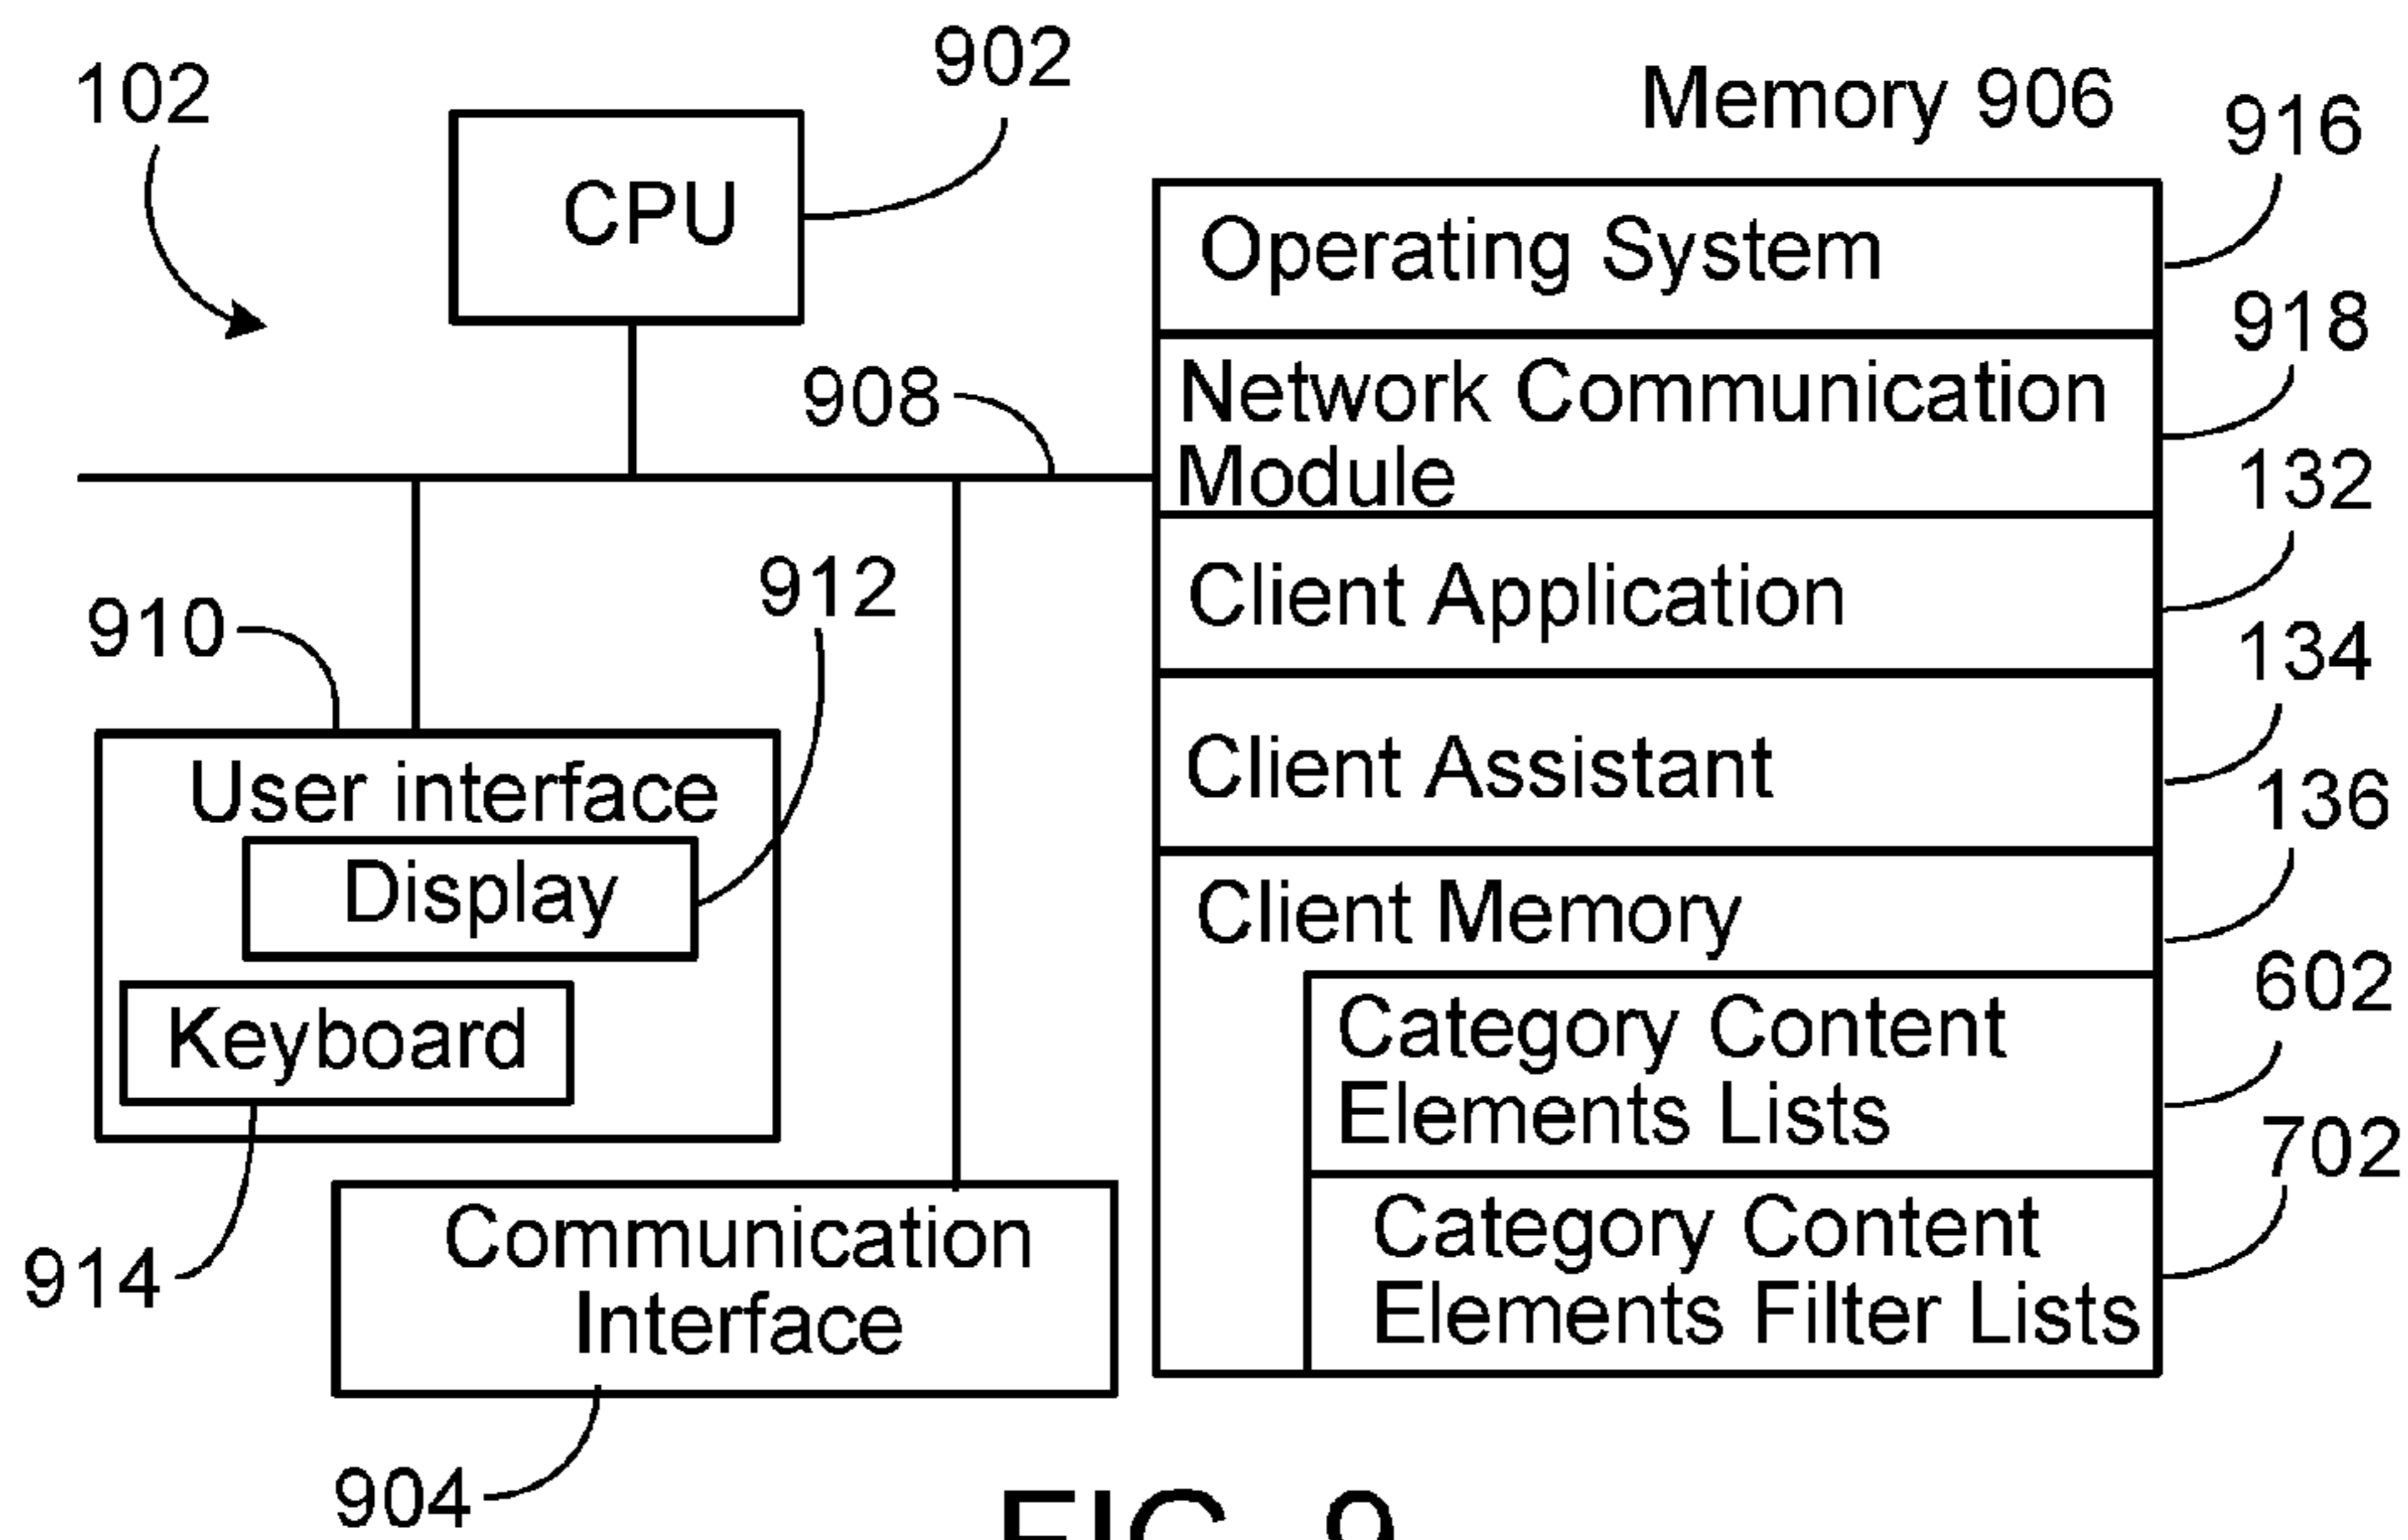 102
902
CPU
Memory 906
916
Operating System
918
908
Network Communication
Module
132
912
Client Application
910
134
Client Assistant
User interface
136
Display
Client Memory
602
Keyboard
Category Content
Elements Lists
702
Communication
Interface
Category Content
Elements Filter Lists
914
904
FIG. 9